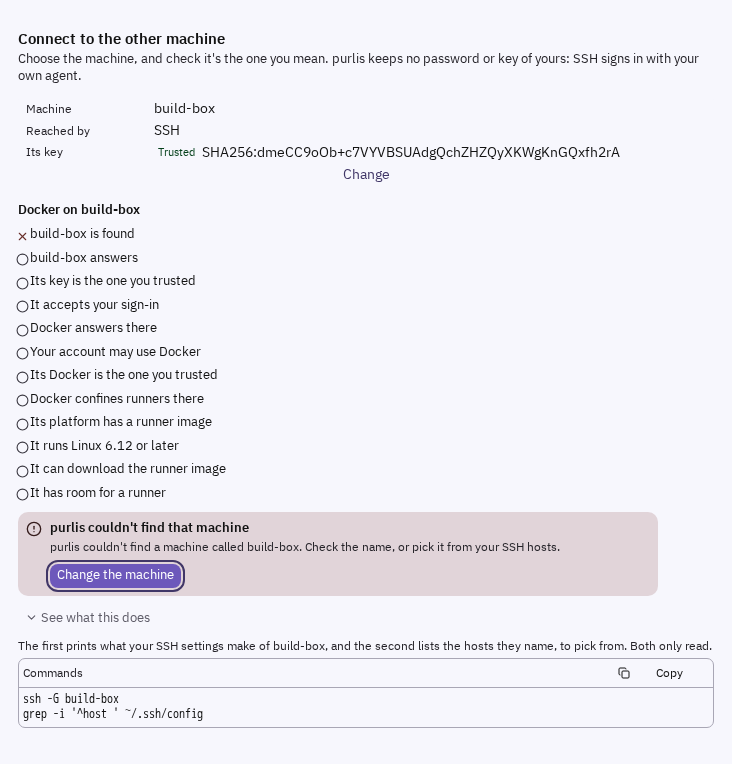 Connect to the other machine
Choose the machine, and check it's the one you mean. purlis keeps no password or key of yours: SSH signs in with your
own agent.
Machine build-box
Reached by SSH
Its key Trusted SHA256:dmeCC9oOb+c7VYVBSUAdgQchZHZQyXKWgKnGQxfh2rA
Change
Docker on build-box
build-box is found
build-box answers
Its key is the one you trusted
It accepts your sign-in
Docker answers there
Your account may use Docker
Its Docker is the one you trusted
Docker confines runners there
Its platform has a runner image
It runs Linux 6.12 or later
It can download the runner image
It has room for a runner
purlis couldn't find that machine
purlis couldn't find a machine called build-box. Check the name, or pick it from your SSH hosts.
Change the machine
See what this does
The first prints what your SSH settings make of build-box, and the second lists the hosts they name, to pick from. Both only read.
Commands Copy
ssh -G build-box
grep -i '^host ' ~/.ssh/config